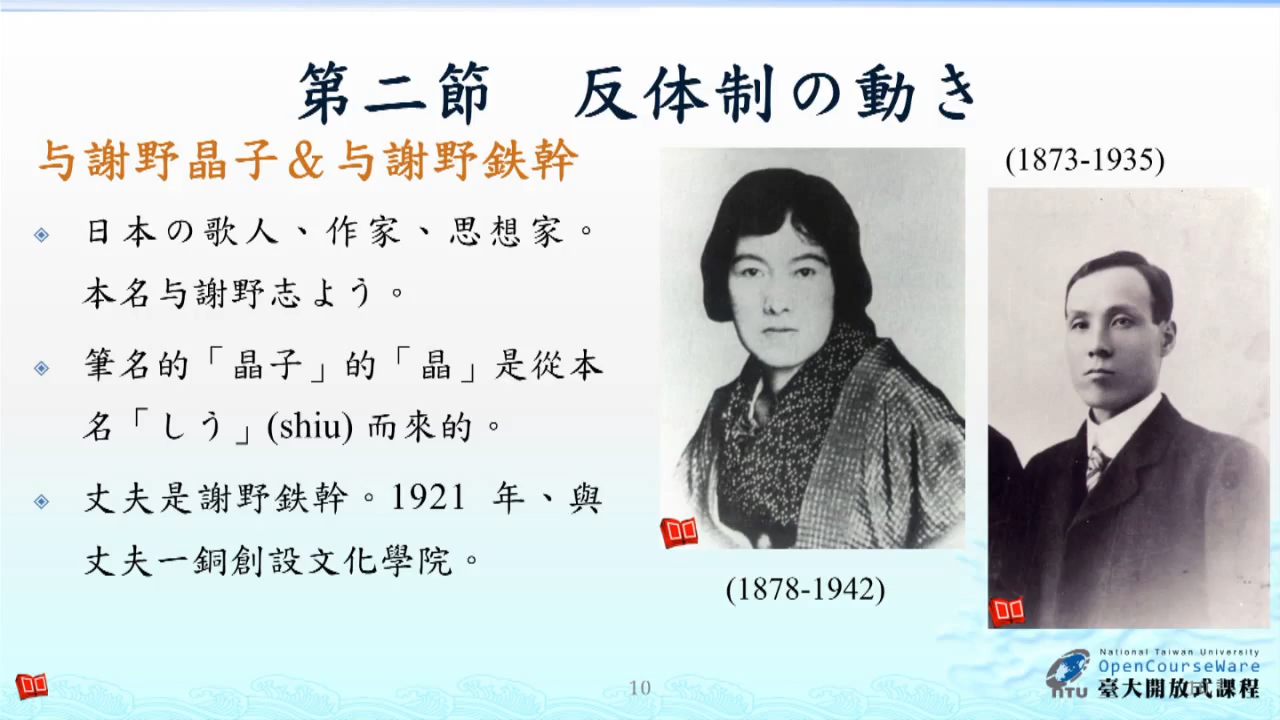 第二節　反体制の動き
与謝野晶子&与謝野鉄幹
日本の歌人、作家、思想家。
本名与謝野志よう。
筆名的「晶子」的「晶」是從本
名「しう」(shiu) 而來的。
丈夫是謝野鉄幹。1921 年、與
丈夫一銅創設文化學院。
(1878-1942)
(1873-1935)
10
National Taiwan University
OpenCourseWare
NTU 臺大開放式課程